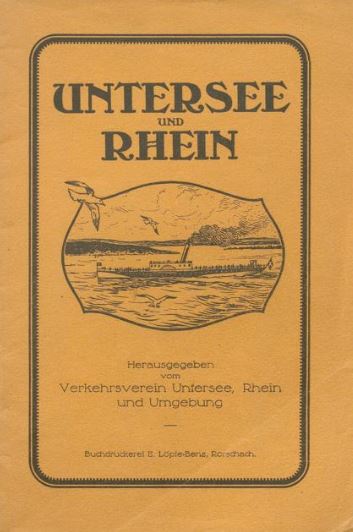 UNTERSEE
UND
RHEIN
Herausgegeben
vom
Verkehrsverein Untersee, Rhein
und Umgebung
Buchdruckerei E. Löpfe-Benz, Rorschach.